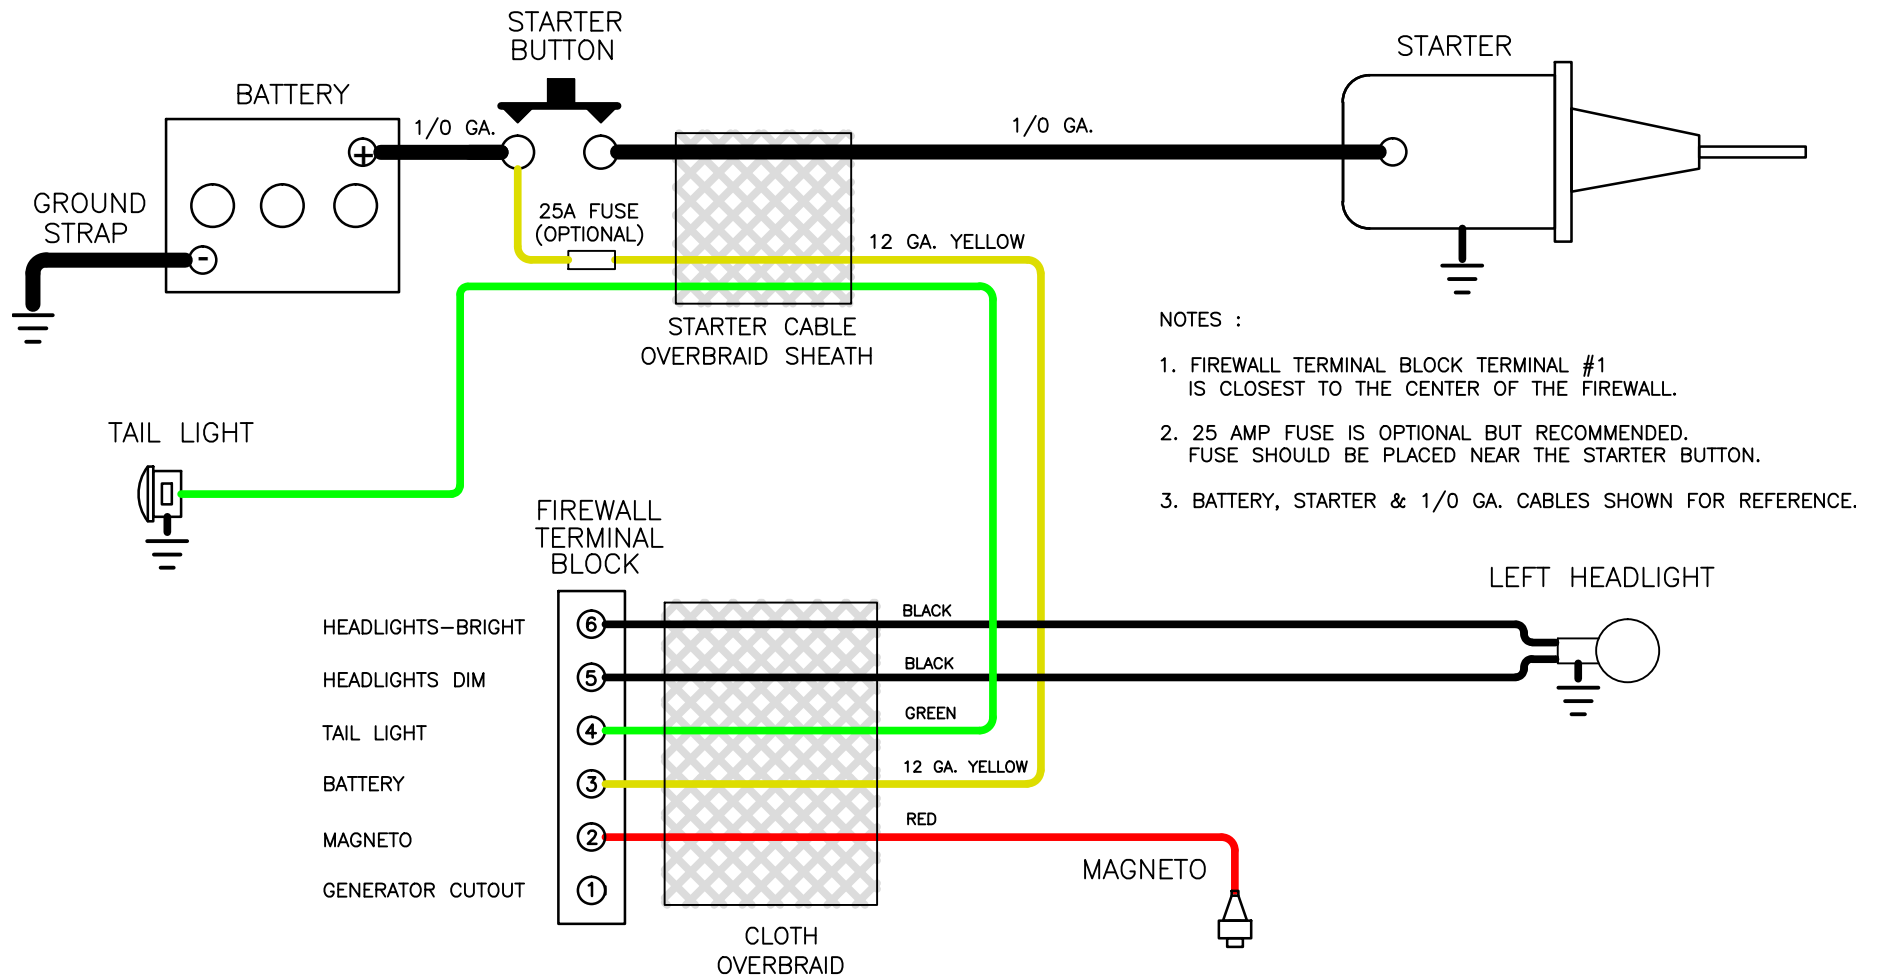 STARTER
BUTTON
STARTER
BATTERY
1/0 GA.
1/0 GA.
+
GROUND
STRAP
25A FUSE
(OPTIONAL)
12 GA. YELLOW
-
STARTER CABLE
OVERBRAID SHEATH
NOTES :
1. FIREWALL TERMINAL BLOCK TERMINAL #1
IS CLOSEST TO THE CENTER OF THE FIREWALL.
2. 25 AMP FUSE IS OPTIONAL BUT RECOMMENDED.
FUSE SHOULD BE PLACED NEAR THE STARTER BUTTON.
3. BATTERY, STARTER & 1/0 GA. CABLES SHOWN FOR REFERENCE.
TAIL LIGHT
FIREWALL
TERMINAL
BLOCK
LEFT HEADLIGHT
HEADLIGHTS-BRIGHT
6
BLACK
HEADLIGHTS DIM
5
BLACK
TAIL LIGHT
4
GREEN
BATTERY
3
12 GA. YELLOW
MAGNETO
2
RED
MAGNETO
GENERATOR CUTOUT
1
CLOTH
OVERBRAID